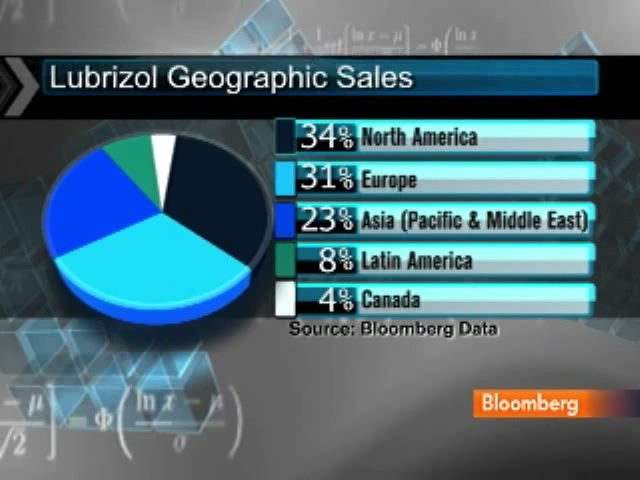 Lubrizol Geographic Sales
34% North America
31% Europe
23% Asia (Pacific & Middle East)
8% Latin America
4% Canada
Source: Bloomberg Data
Bloomberg